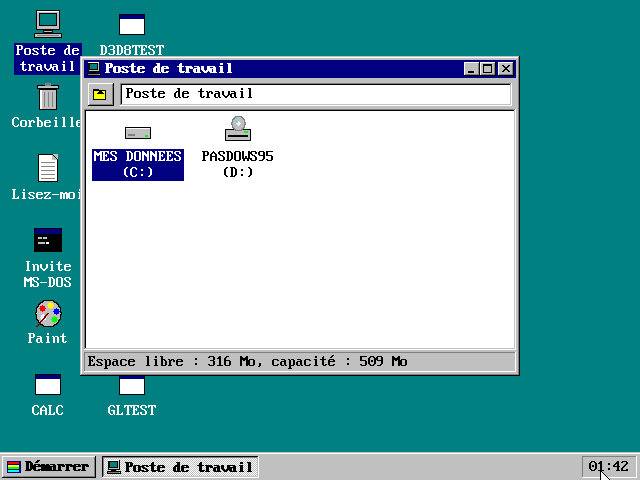 Poste de
travail
D3D8TEST
Corbeille
Lisez-moi
Invite
MS-DOS
Paint
CALC
GLTEST
Poste de travail
Poste de travail
MES DONNEES
(C:)
PASDOWS95
(D:)
Espace libre : 316 Mo, capacité : 509 Mo
Démarrer
Poste de travail
01:42